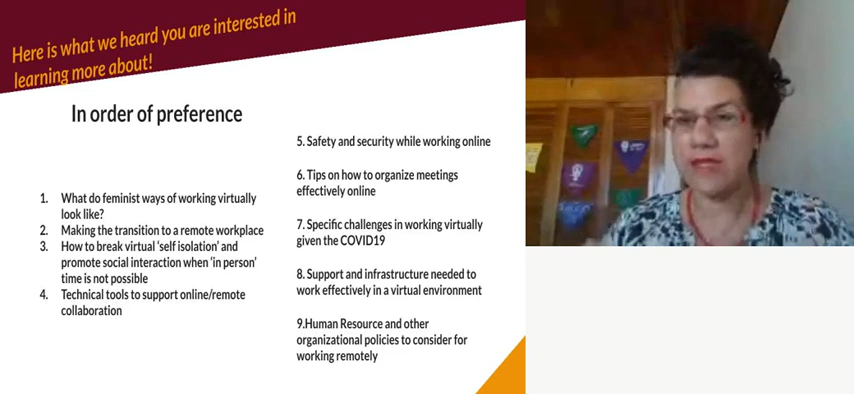 Here is what we heard you are interested in
learning more about!
In order of preference
1. What do feminist ways of working virtually
look like?
2. Making the transition to a remote workplace
3. How to break virtual 'self isolation' and
promote social interaction when 'in person'
time is not possible
4. Technical tools to support online/remote
collaboration
5. Safety and security while working online
6. Tips on how to organize meetings
effectively online
7. Specific challenges in working virtually
given the COVID19
8. Support and infrastructure needed to
work effectively in a virtual environment
9.Human Resource and other
organizational policies to consider for
working remotely